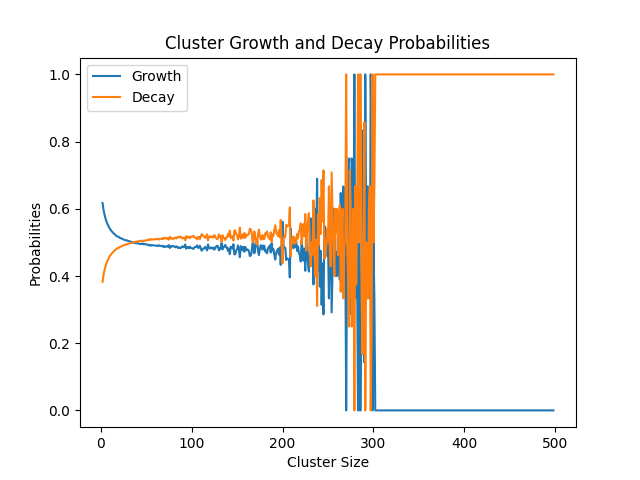 Cluster Growth and Decay Probabilities
Growth
Decay
1.0
0.8
0.6
0.4
0.2
0.0
Probabilities
0
100
200
300
400
500
Cluster Size